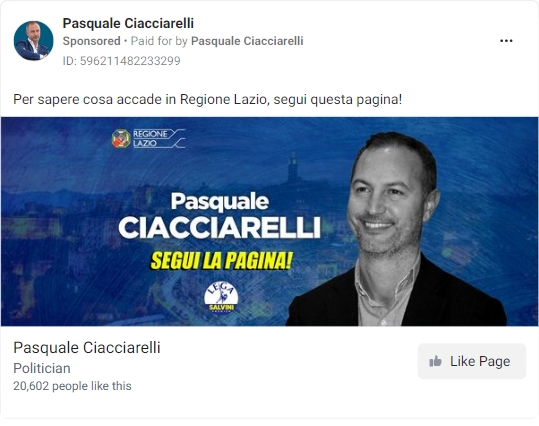 Pasquale Ciacciarelli
Sponsored • Paid for by Pasquale Ciacciarelli
ID: 596211482233299
Per sapere cosa accade in Regione Lazio, segui questa pagina!
REGIONE
LAZIO
Pasquale
CIACCIARELLI
SEGUI LA PAGINA!
LEGA
SALVINI
PREMIER
Pasquale Ciacciarelli
Politician
20,602 people like this
Like Page